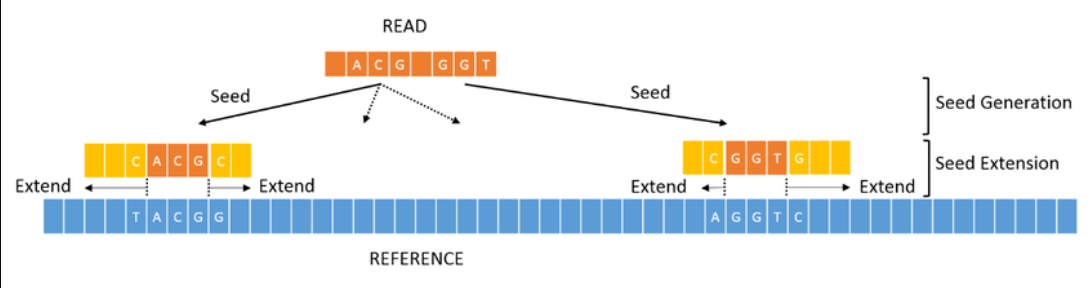 READ
A C G G G T
Seed
Seed
Seed Generation
C A C G C
C G G T G
Seed Extension
Extend
Extend
Extend
Extend
T A C G G
A G G T C
REFERENCE